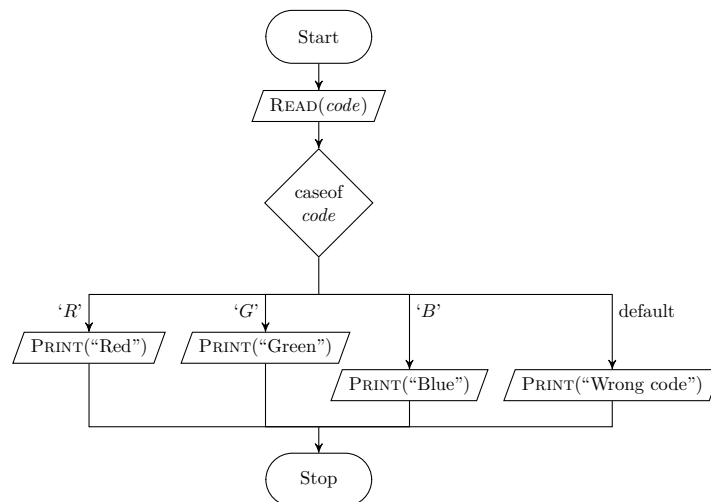 Start
READ(code)
caseof
code
‘R’
‘G’
‘B’
default
PRINT(“Red”)
PRINT(“Green”)
PRINT(“Blue”)
PRINT(“Wrong code”)
Stop